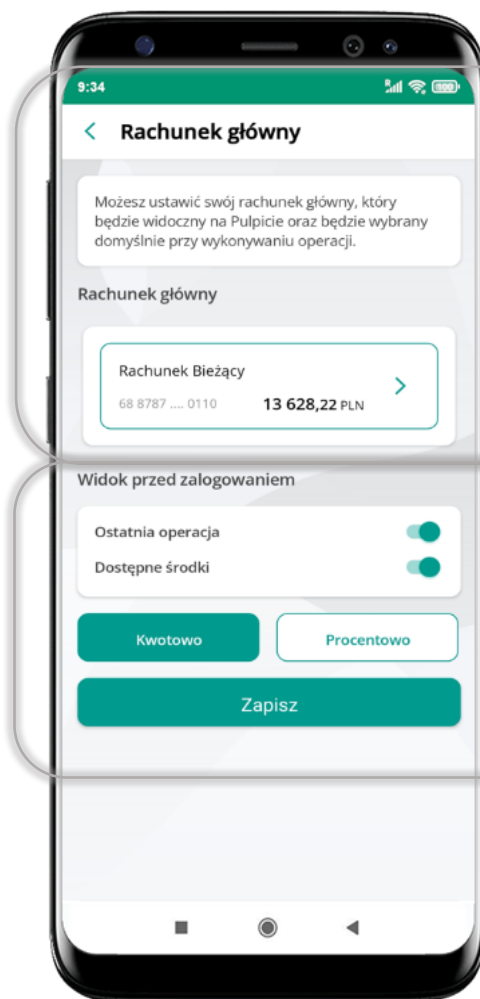 9:34
Rachunek główny
Możesz ustawić swój rachunek główny, który
będzie widoczny na Pulpicie oraz będzie wybrany
domyślnie przy wykonywaniu operacji.
Rachunek główny
Rachunek Bieżący
68 8787 .... 0110 13 628,22 PLN
Widok przed zalogowaniem
Ostatnia operacja
Dostępne środki
Kwotowo Procentowo
Zapisz